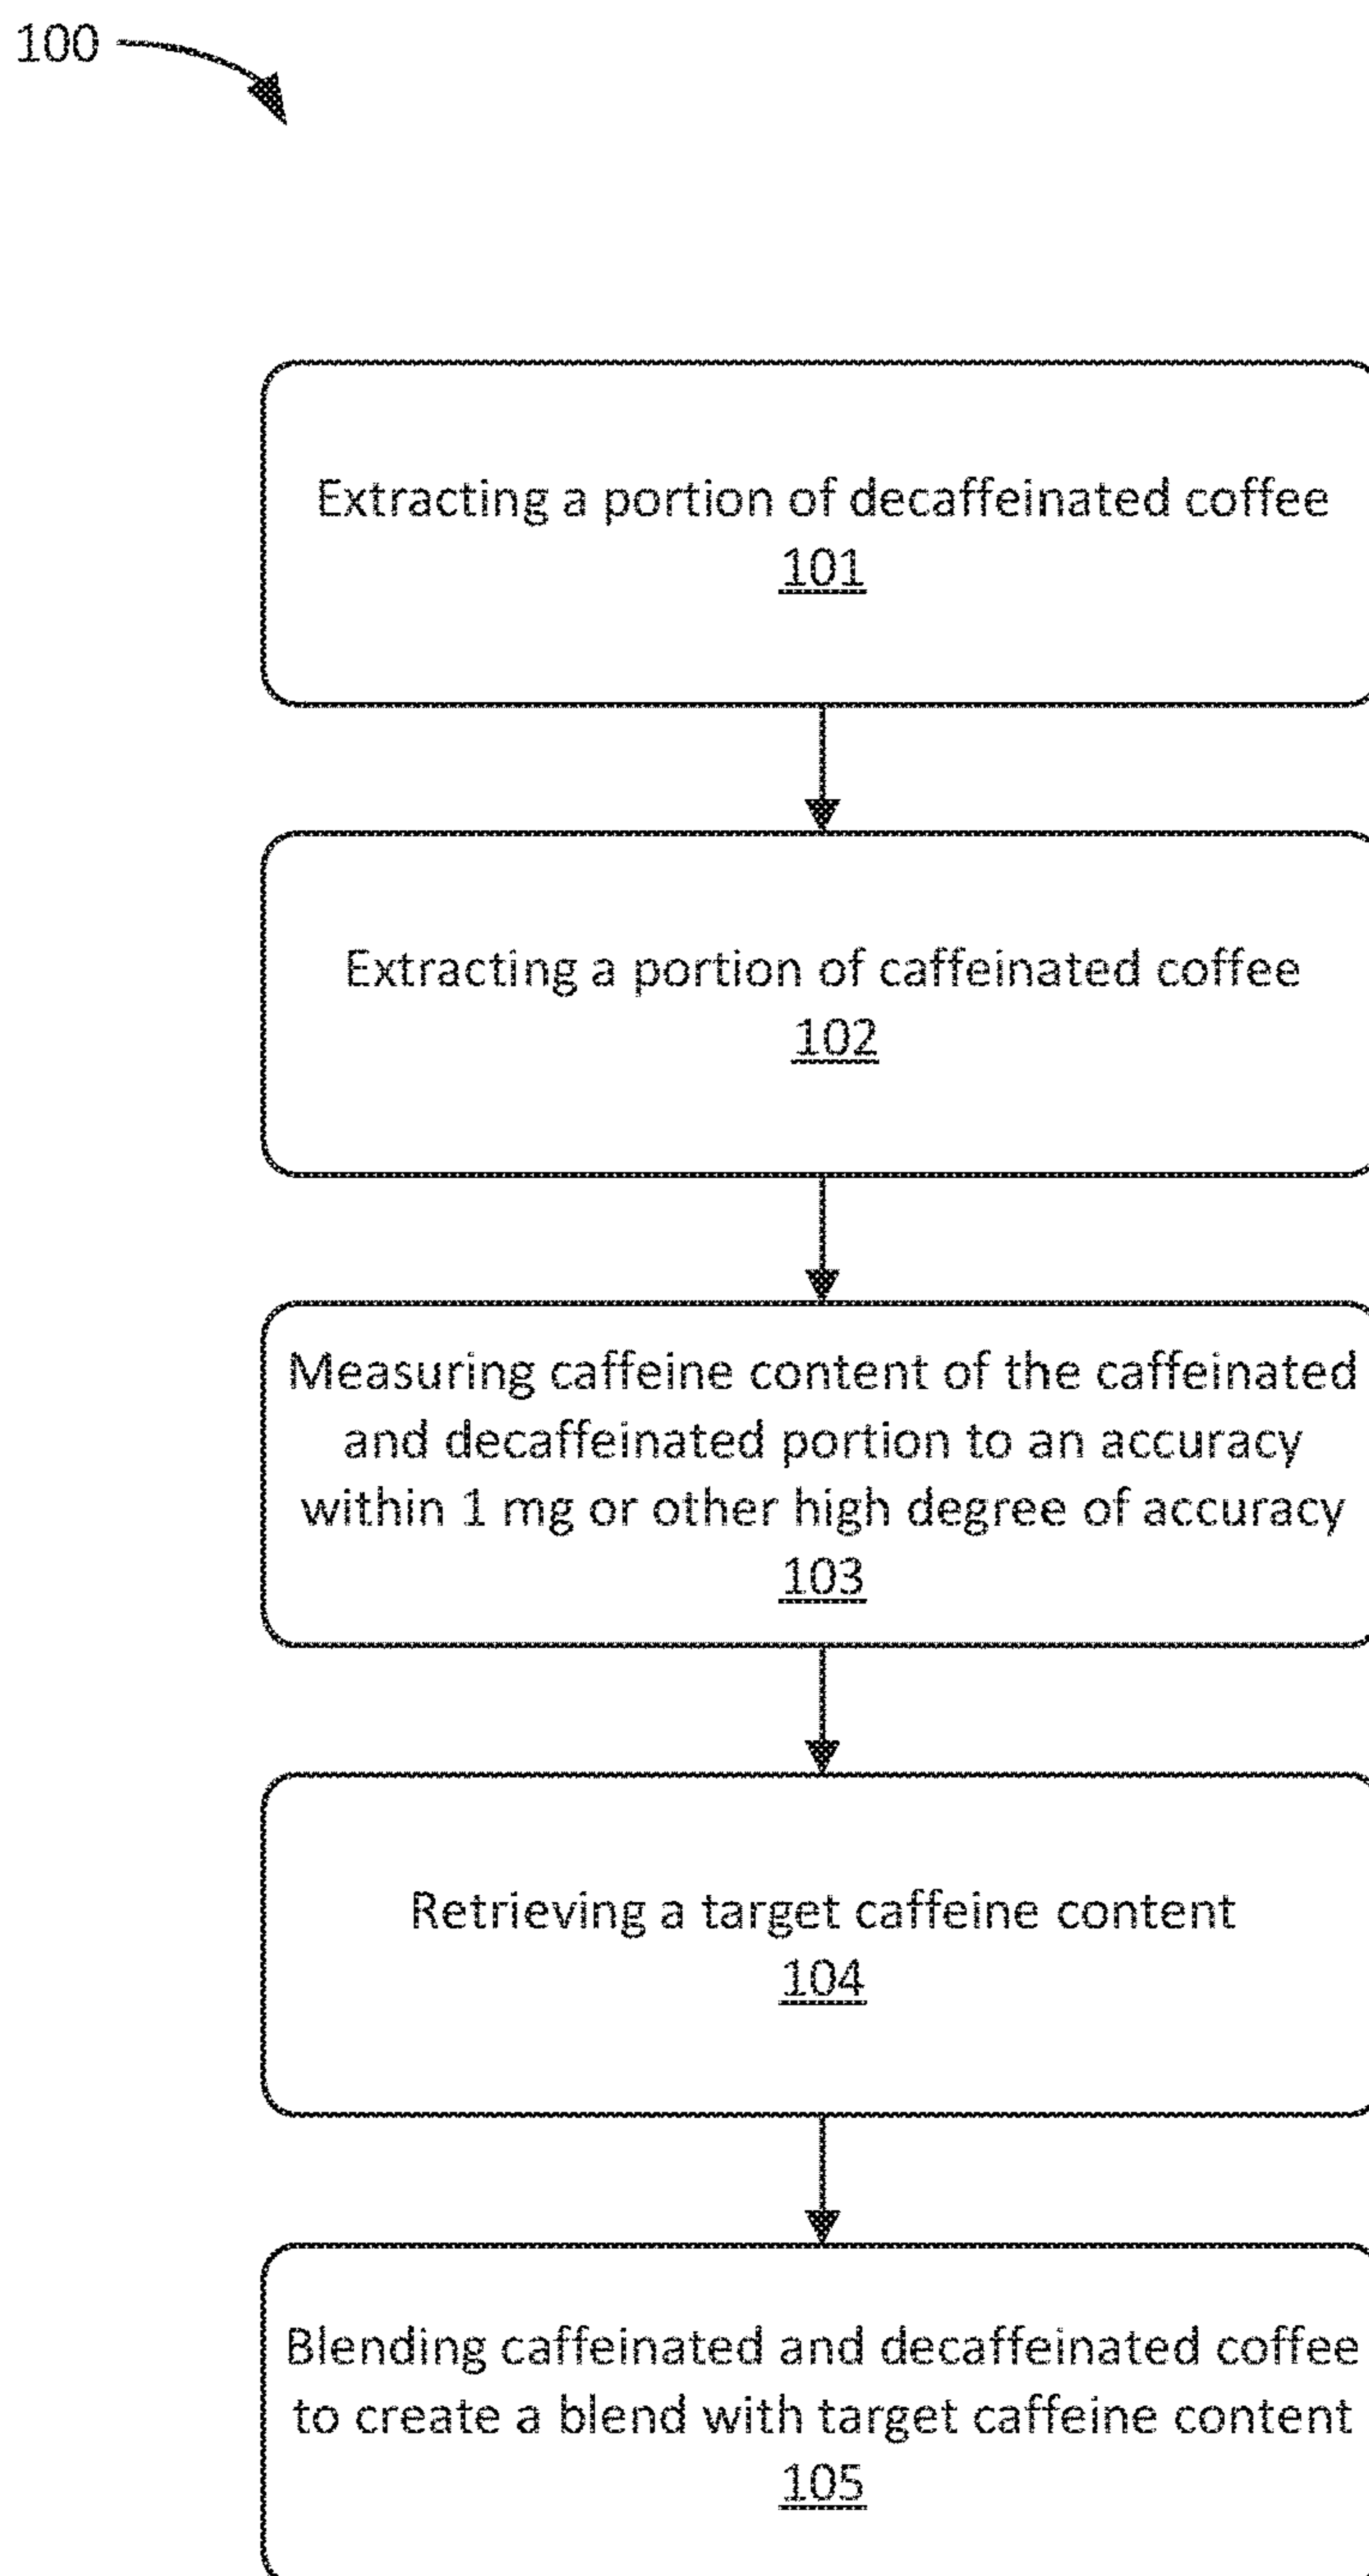 100
Extracting a portion of decaffeinated coffee
101
Extracting a portion of caffeinated coffee
102
Measuring caffeine content of the caffeinated
and decaffeinated portion to an accuracy
within 1 mg or other high degree of accuracy
103
Retrieving a target caffeine content
104
Blending caffeinated and decaffeinated coffee
to create a blend with target caffeine content
105